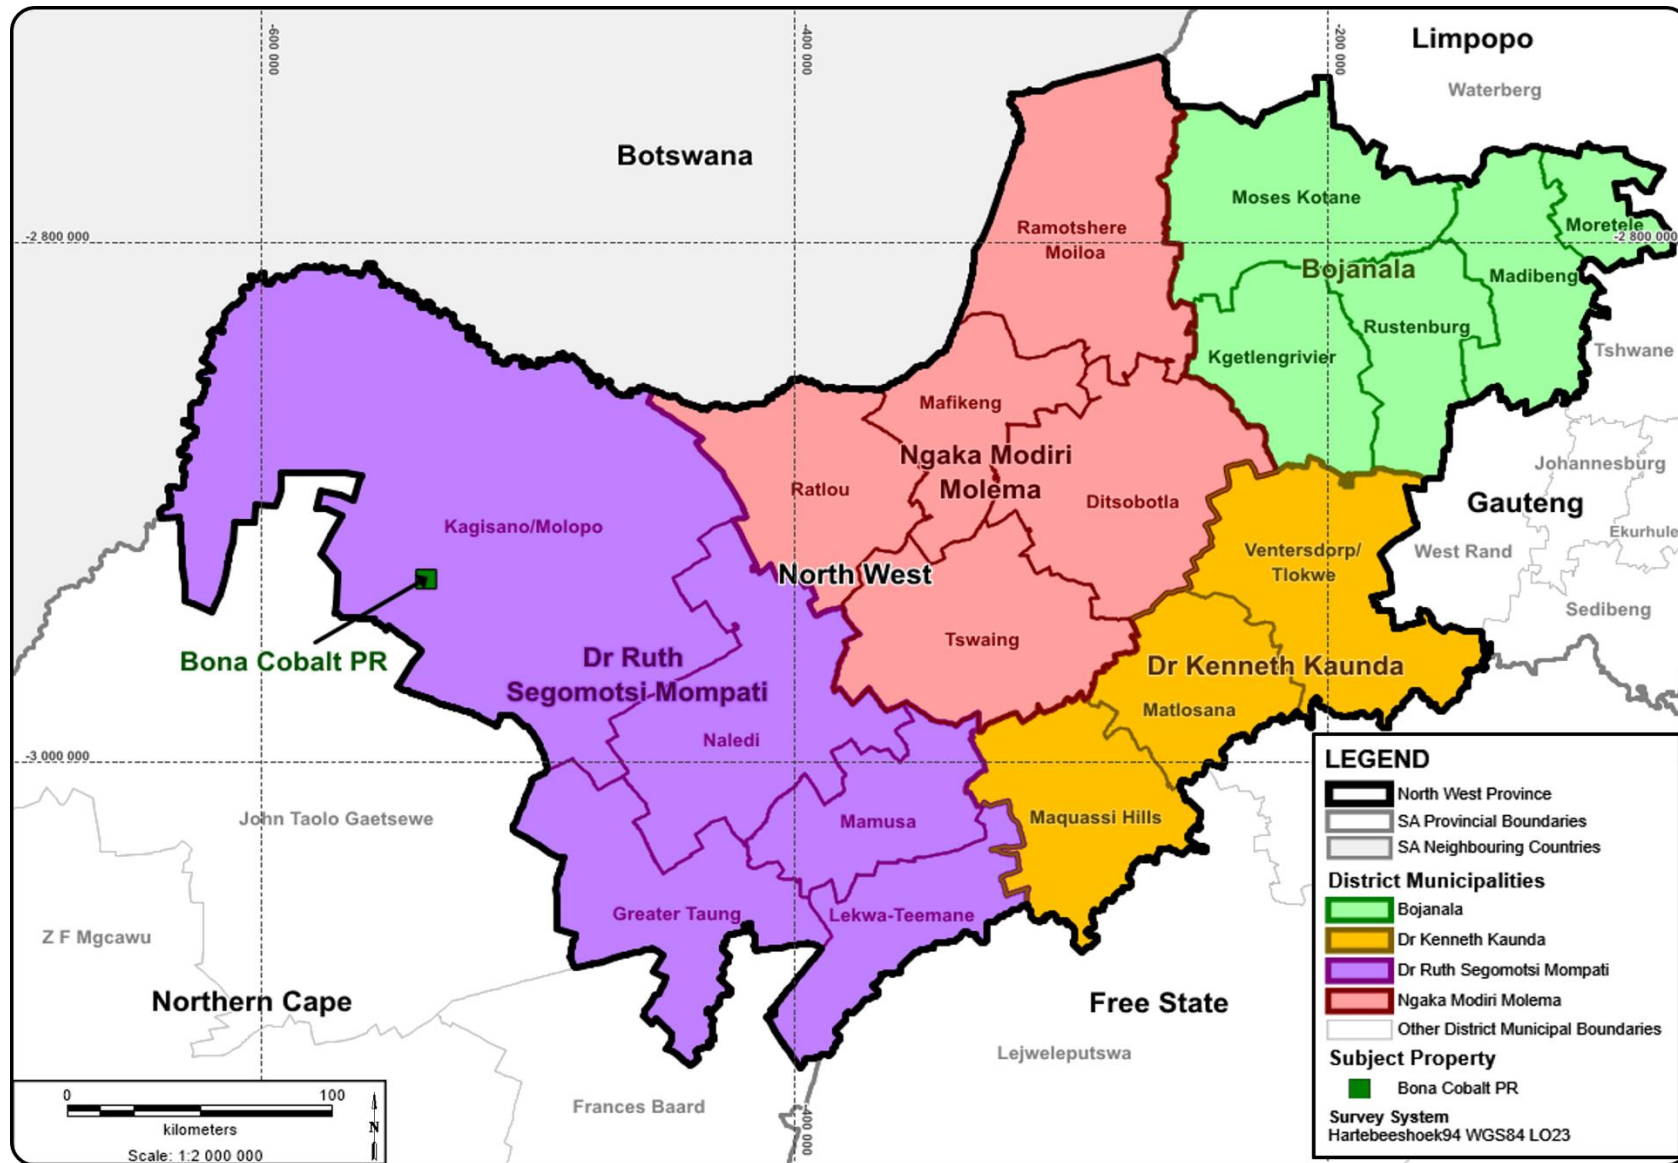 -600 000
-400 000
-200 000
Limpopo
Waterberg
Botswana
Moses Kotane
Ramotshere
Moiloa
Moretele
-2 800 000
-2 800 000
Bojanala
Madibeng
Rustenburg
Kgetlengrivier
Tshwane
Mafikeng
Ngaka Modiri
Molema
Johannesburg
Ratlou
Ditsobotla
Gauteng
Kagisano/Molopo
Ekurhule
West Rand
Ventersdorp/
Tlokwe
North West
Sedibeng
Tswaing
Bona Cobalt PR
Dr Ruth
Segomotsi Mompati
Dr Kenneth Kaunda
Matlosana
Naledi
-3 000 000
John Taolo Gaetsewe
Mamusa
Maquassi Hills
Greater Taung
Lekwa-Teemane
Z F Mgcawu
Northern Cape
Free State
Lejweleputswa
Frances Baard
-400 000
0
100
kilometers
Scale: 1:2 000 000
N
LEGEND
North West Province
SA Provincial Boundaries
SA Neighbouring Countries
District Municipalities
Bojanala
Dr Kenneth Kaunda
Dr Ruth Segomotsi Mompati
Ngaka Modiri Molema
Other District Municipal Boundaries
Subject Property
Bona Cobalt PR
Survey System
Hartebeeshoek94 WGS84 LO23